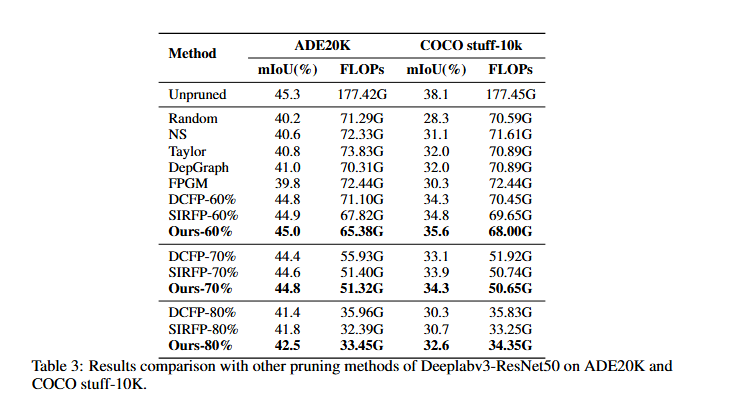 Method ADE20K COCO stuff-10k
mIoU(%) FLOPs mIoU(%) FLOPs
Unpruned 45.3 177.42G 38.1 177.45G
Random 40.2 71.29G 28.3 70.59G
NS 40.6 72.33G 31.1 71.61G
Taylor 40.8 73.83G 32.0 70.89G
DepGraph 41.0 70.31G 32.0 70.89G
FPGM 39.8 72.44G 30.3 72.44G
DCFP-60% 44.8 71.10G 34.3 70.45G
SIRFP-60% 44.9 67.82G 34.8 69.65G
Ours-60% 45.0 65.38G 35.6 68.00G
DCFP-70% 44.4 55.93G 33.1 51.92G
SIRFP-70% 44.6 51.40G 33.9 50.74G
Ours-70% 44.8 51.32G 34.3 50.65G
DCFP-80% 41.4 35.96G 30.3 35.83G
SIRFP-80% 41.8 32.39G 30.7 33.25G
Ours-80% 42.5 33.45G 32.6 34.35G
Table 3: Results comparison with other pruning methods of Deeplabv3-ResNet50 on ADE20K and
COCO stuff-10K.